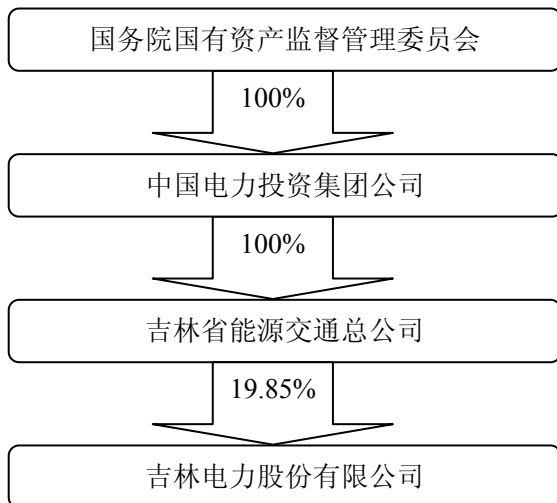 国务院国有资产监督管理委员会
100%
中国电力投资集团公司
100%
吉林省能源交通总公司
19.85%
吉林电力股份有限公司